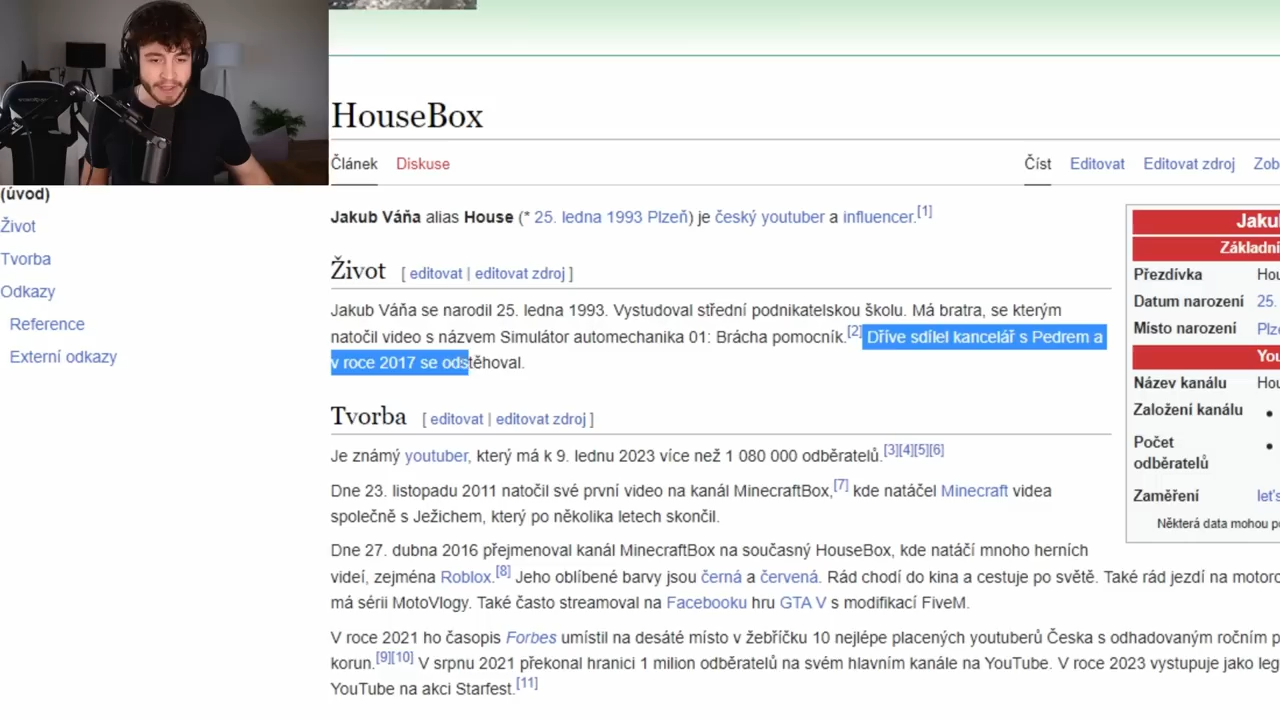 HouseBox
Článek Diskuse Číst Editovat Editovat zdroj Zob
(úvod)
Život
Tvorba
Odkazy
Reference
Externí odkazy
Jakub Váňa alias House (* 25. ledna 1993 Plzeň) je český youtuber a influencer.[1]
Život [ editovat | editovat zdroj ]
Jakub Váňa se narodil 25. ledna 1993. Vystudoval střední podnikatelskou školu. Má bratra, se kterým
natočil video s názvem Simulátor automechanika 01: Brácha pomocník.[2] Dříve sdílel kancelář s Pedrem a
v roce 2017 se odstěhoval.
Tvorba [ editovat | editovat zdroj ]
Je známý youtuber, který má k 9. lednu 2023 více než 1 080 000 odběratelů.[3][4][5][6]
Dne 23. listopadu 2011 natočil své první video na kanál MinecraftBox,[7] kde natáčel Minecraft videa
společně s Ježichem, který po několika letech skončil.
Dne 27. dubna 2016 přejmenoval kanál MinecraftBox na současný HouseBox, kde natáčí mnoho herních
videí, zejména Roblox.[8] Jeho oblíbené barvy jsou černá a červená. Rád chodí do kina a cestuje po světě. Také rád jezdí na motorc
má sérii MotoVlogy. Také často streamoval na Facebooku hru GTA V s modifikací FiveM.
V roce 2021 ho časopis Forbes umístil na desáté místo v žebříčku 10 nejlépe placených youtuberů Česka s odhadovaným ročním p
korun.[9][10] V srpnu 2021 překonal hranici 1 milion odběratelů na svém hlavním kanále na YouTube. V roce 2023 vystupuje jako leg
YouTube na akci Starfest.[11]
Jaku
Základní
Přezdívka Hou
Datum narození 25.
Místo narození Plze
You
Název kanálu Hou
Založení kanálu •
Počet •
odběratelů
Zaměření let's
Některá data mohou po